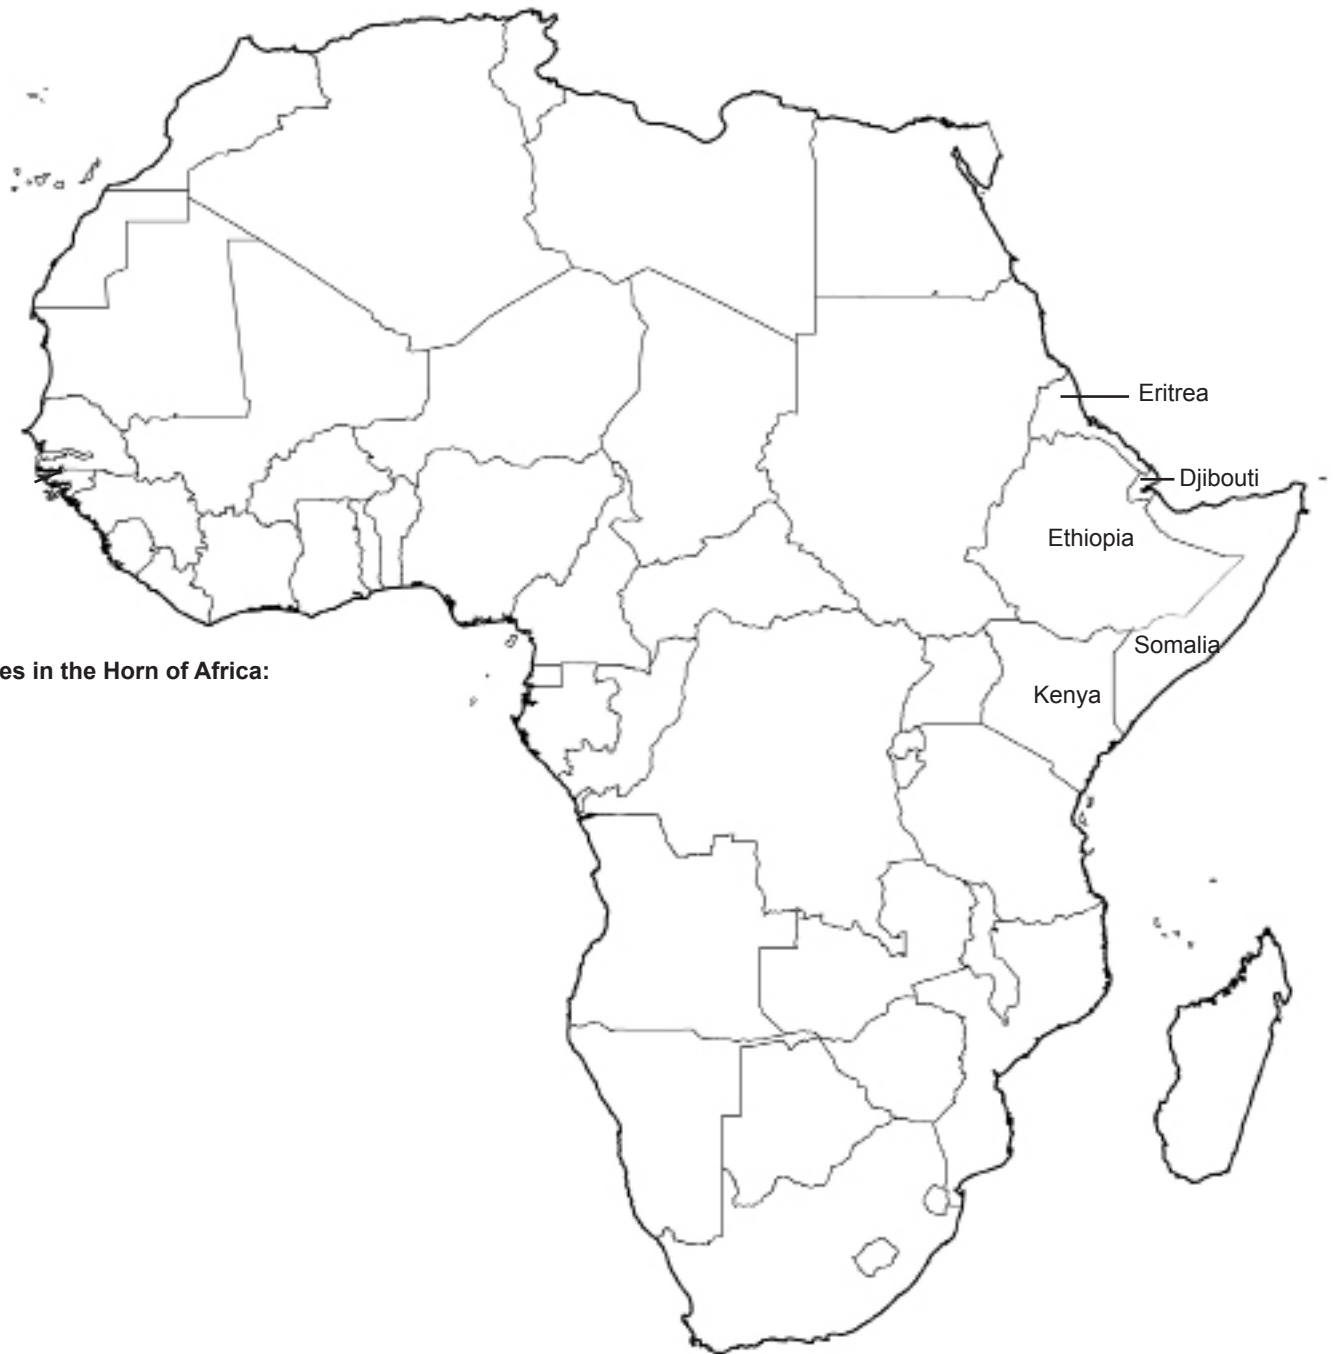 Eritrea
Djibouti
Ethiopia
Somalia
es in the Horn of Africa:
Kenya